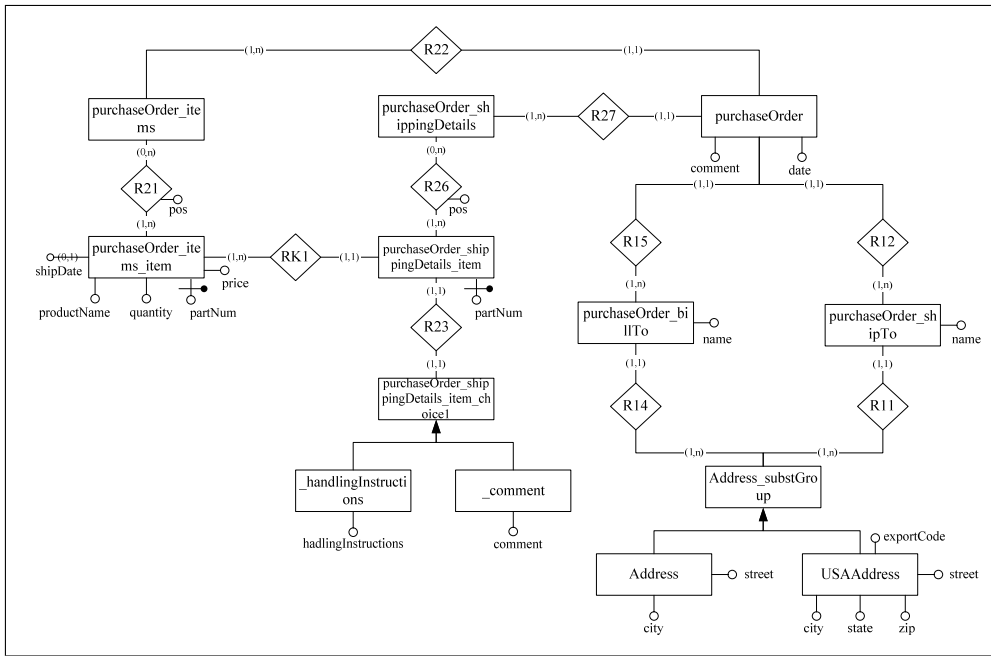 (1,n)
R22
(1,1)
purchaseOrder_ite
ms
purchaseOrder_sh
ippingDetails
(1,n)
R27
(1,1)
purchaseOrder
(0,n)
(0,n)
comment
date
R21
pos
R26
pos
(1,1)
(1,1)
(1,n)
(1,n)
R15
R12
(0,1)
shipDate
purchaseOrder_ite
ms_item
(1,n)
RK1
(1,1)
purchaseOrder_ship
pingDetails_item
price
productName
quantity
partNum
(1,1)
partNum
(1,n)
(1,n)
R23
purchaseOrder_bi
llTo
name
purchaseOrder_sh
ipTo
name
(1,1)
(1,1)
(1,1)
purchaseOrder_ship
pingDetails_item_ch
oice1
R14
R11
(1,n)
(1,n)
_handlingInstructi
ons
_comment
Address_substGro
up
hadlingInstructions
comment
exportCode
Address
street
USAAddress
street
city
city
state
zip